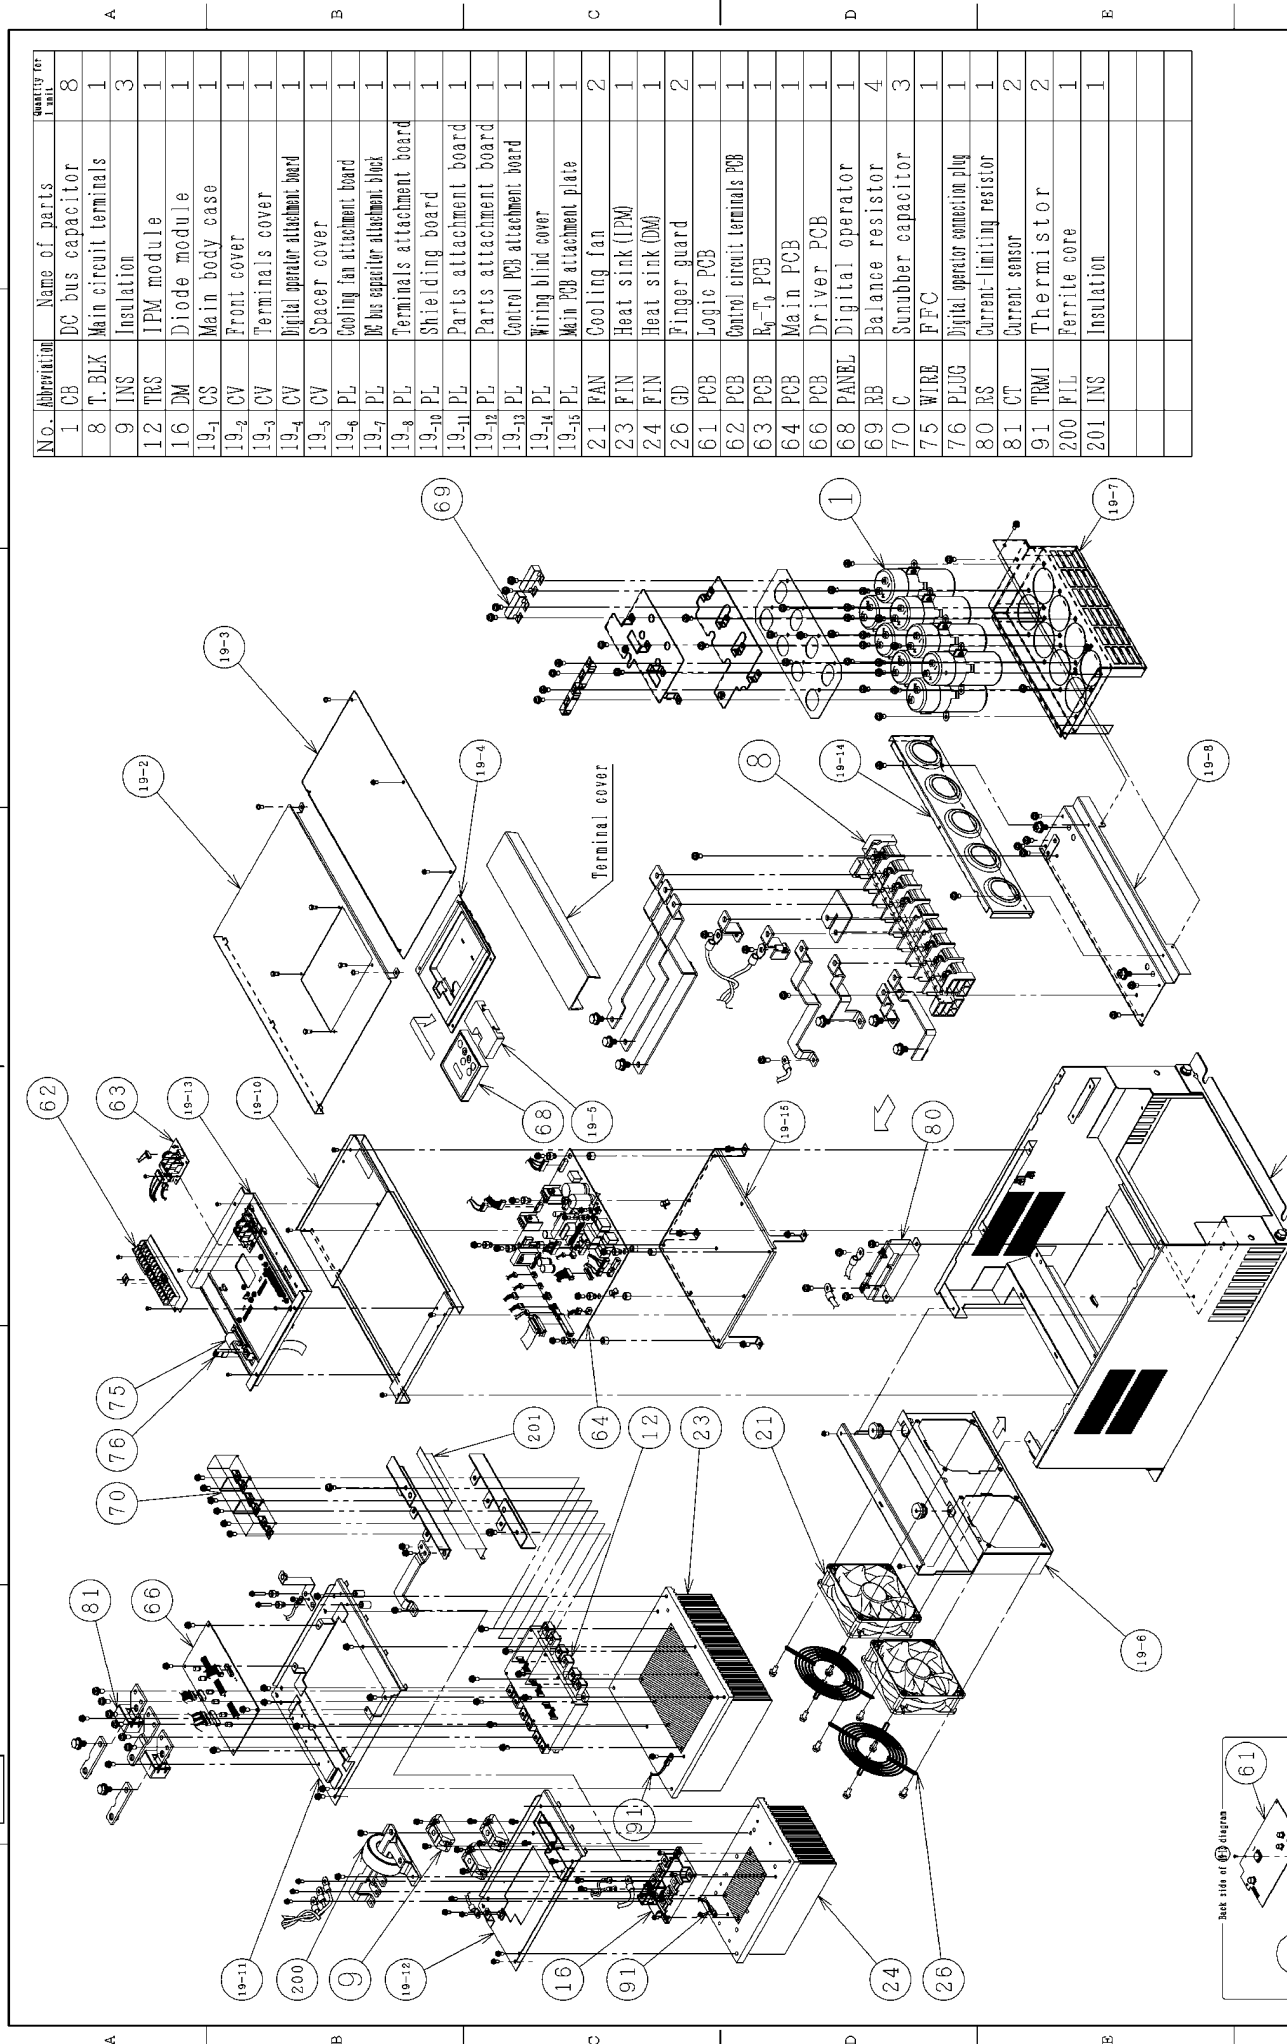 No. Abbreviation Name of parts Quantity for 1 unit
1 CB DC bus capacitor 8
8 T. BLK Main circuit terminals 1
9 INS Insulation 3
12 TRS IPM module 1
16 DM Diode module 1
19-1 CS Main body case 1
19-2 CV Front cover 1
19-3 CV Terminals cover 1
19-4 CV Digital operator attachment board 1
19-5 CV Spacer cover 1
19-6 PL Cooling fan attachment board 1
19-7 PL DC bus capacitor attachment block 1
19-8 PL Terminals attachment board 1
19-10 PL Shielding board 1
19-11 PL Parts attachment board 1
19-12 PL Parts attachment board 1
19-13 PL Control PCB attachment board 1
19-14 PL Wiring blind cover 1
19-15 PL Main PCB attachment plate 1
21 FAN Cooling fan 2
23 FIN Heat sink (IPM) 1
24 FIN Heat sink (DM) 1
26 GD Finger guard 2
61 PCB Logic PCB 1
62 PCB Control circuit terminals PCB 1
63 PCB R0-T0 PCB 1
64 PCB Main PCB 1
66 PCB Driver PCB 1
68 PANEL Digital operator 1
69 RB Balance resistor 4
70 C Sunubber capacitor 3
75 WIRE FFC 1
76 PLUG Digital operator connection plug 1
80 RS Current-limiting resistor 1
81 CT Current sensor 2
91 TRMI Thermistor 2
200 FIL Ferrite core 1
201 INS Insulation 1
A
B
C
D
E
69
1
19-7
19-3
19-2
19-4
Terminal cover
8
19-14
19-8
62
63
19-13
19-10
68
19-5
19-15
80
75
76
70
201
64
12
23
21
81
66
19-6
91
19-11
200
9
19-12
16
91
24
26
Back side of diagram
61
A
B
C
D
E